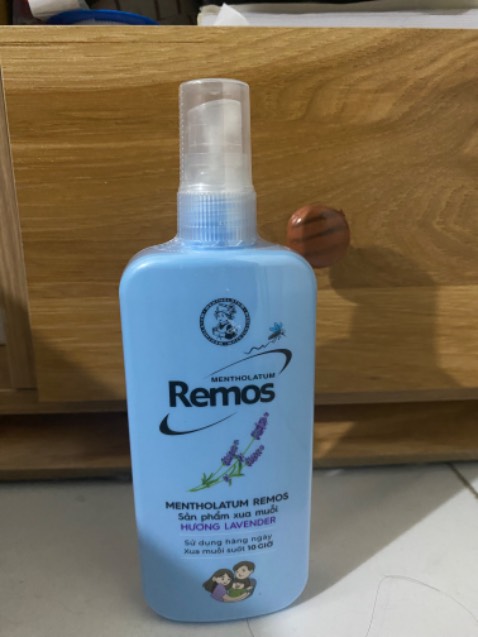 MENTHOLATUM
Remos
MENTHOLATUM REMOS
Sản phẩm xua muỗi
HƯƠNG LAVENDER
Sử dụng hàng ngày
Xua muỗi suốt 10 GIỜ